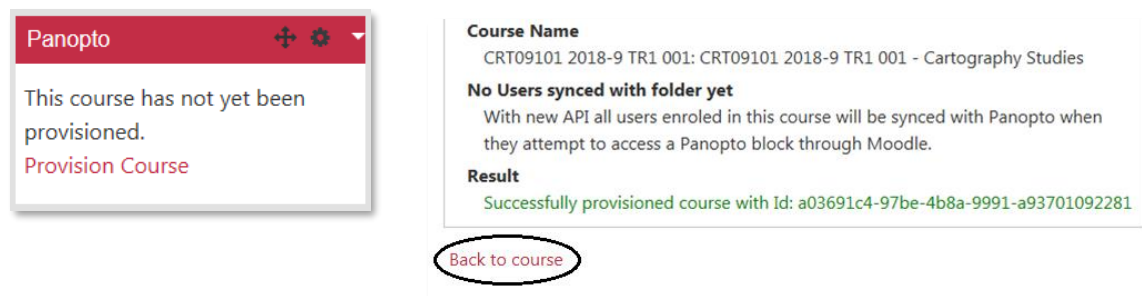 Panopto
This course has not yet been
provisioned.
Provision Course
Course Name
CRT09101 2018-9 TR1 001: CRT09101 2018-9 TR1 001 - Cartography Studies
No Users synced with folder yet
With new API all users enroled in this course will be synced with Panopto when
they attempt to access a Panopto block through Moodle.
Result
Successfully provisioned course with Id: a03691c4-97be-4b8a-9991-a93701092281
Back to course